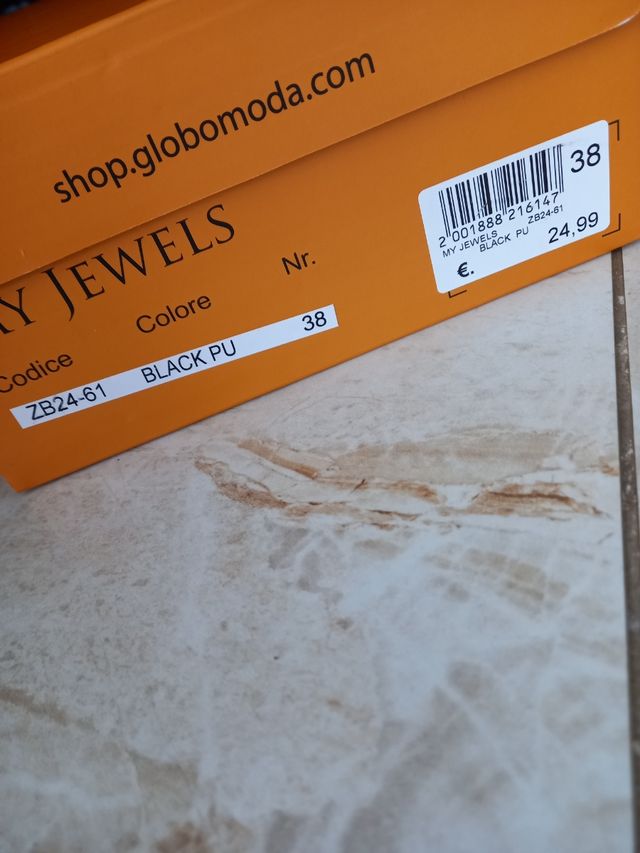 shop.globomoda.com
MY JEWELS
Codice Colore Nr.
ZB24-61 BLACK PU 38
38
2 001888 216147
MY JEWELS ZB24-61
BLACK PU
€. 24,99